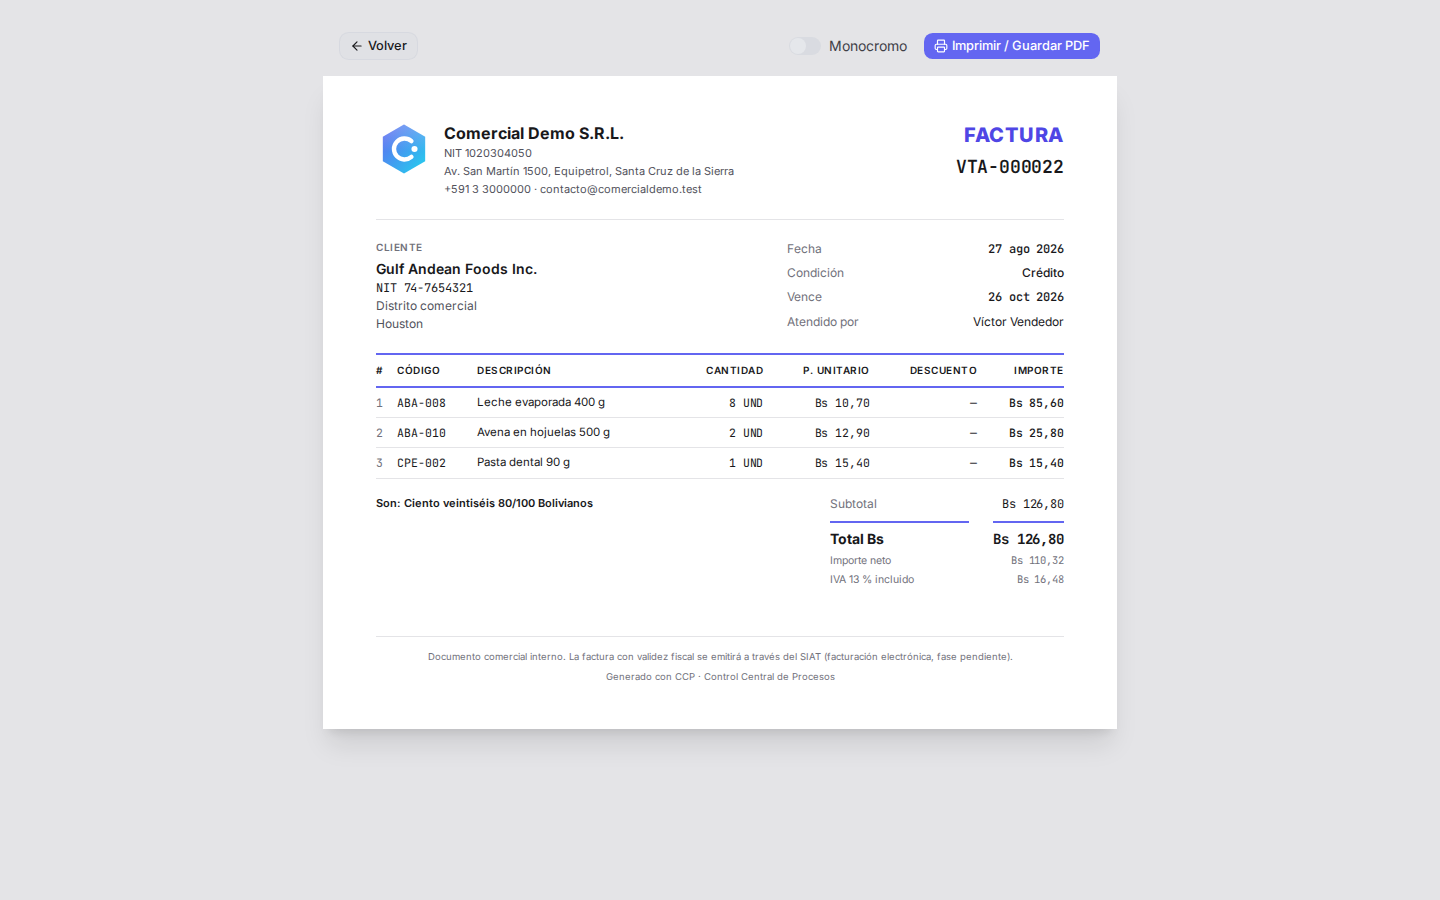 Volver
Monocromo
Imprimir / Guardar PDF
Comercial Demo S.R.L.
NIT 1020304050
Av. San Martín 1500, Equipetrol, Santa Cruz de la Sierra
+591 3 3000000 · contacto@comercialdemo.test
FACTURA
VTA-000022
CLIENTE
Gulf Andean Foods Inc.
NIT 74-7654321
Distrito comercial
Houston
Fecha 27 ago 2026
Condición Crédito
Vence 26 oct 2026
Atendido por Víctor Vendedor
# CÓDIGO DESCRIPCIÓN CANTIDAD P. UNITARIO DESCUENTO IMPORTE
1 ABA-008 Leche evaporada 400 g 8 UND Bs 10,70 — Bs 85,60
2 ABA-010 Avena en hojuelas 500 g 2 UND Bs 12,90 — Bs 25,80
3 CPE-002 Pasta dental 90 g 1 UND Bs 15,40 — Bs 15,40
Son: Ciento veintiséis 80/100 Bolivianos
Subtotal Bs 126,80
Total Bs Bs 126,80
Importe neto Bs 110,32
IVA 13 % incluido Bs 16,48
Documento comercial interno. La factura con validez fiscal se emitirá a través del SIAT (facturación electrónica, fase pendiente).
Generado con CCP · Control Central de Procesos